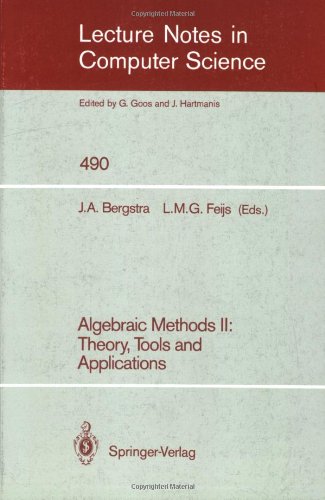 Lecture Notes in
Computer Science
Edited by G. Goos and J. Hartmanis
490
J.A. Bergstra L.M.G. Feijs (Eds.)
Algebraic Methods II:
Theory, Tools and
Applications
Springer-Verlag